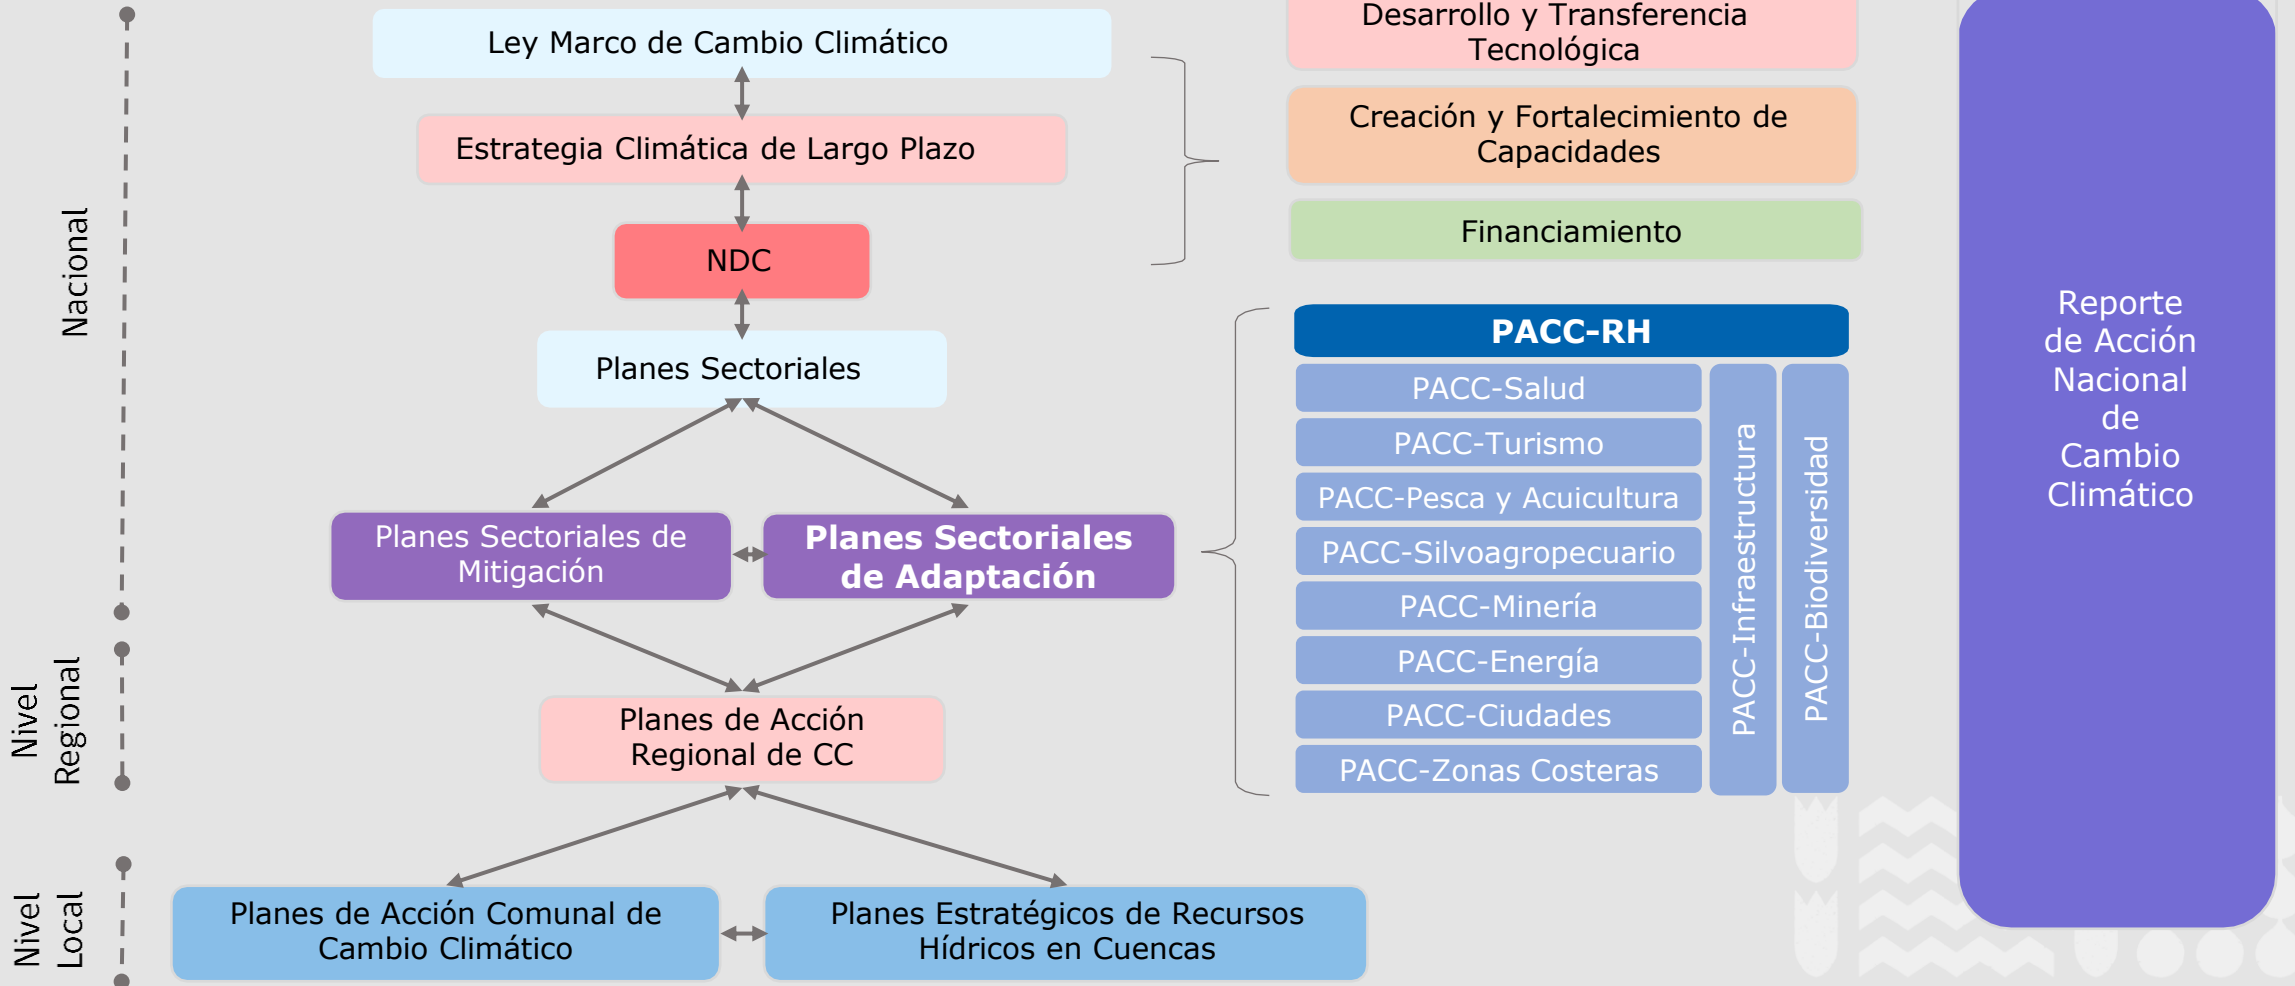 Nacional
Nivel
Regional
Nivel
Local
Ley Marco de Cambio Climático
Estrategia Climática de Largo Plazo
NDC
Planes Sectoriales
Planes Sectoriales de
Mitigación
Planes Sectoriales
de Adaptación
Planes de Acción
Regional de CC
Planes de Acción Comunal de
Cambio Climático
Planes Estratégicos de Recursos
Hídricos en Cuencas
Desarrollo y Transferencia
Tecnológica
Creación y Fortalecimiento de
Capacidades
Financiamiento
PACC-RH
PACC-Salud
PACC-Turismo
PACC-Pesca y Acuicultura
PACC-Silvoagropecuario
PACC-Minería
PACC-Energía
PACC-Ciudades
PACC-Zonas Costeras
PACC-Infraestructura
PACC-Biodiversidad
Reporte
de Acción
Nacional
de
Cambio
Climático